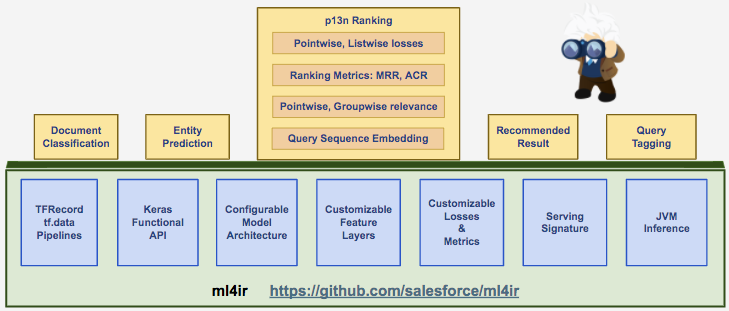 p13n Ranking
Pointwise, Listwise losses
Ranking Metrics: MRR, ACR
Pointwise, Groupwise relevance
Query Sequence Embedding
Document
Classification
Entity
Prediction
Recommended
Result
Query
Tagging
TFRecord
tf.data
Pipelines
Keras
Functional
API
Configurable
Model
Architecture
Customizable
Feature
Layers
Customizable
Losses
&
Metrics
Serving
Signature
JVM
Inference
ml4ir https://github.com/salesforce/ml4ir